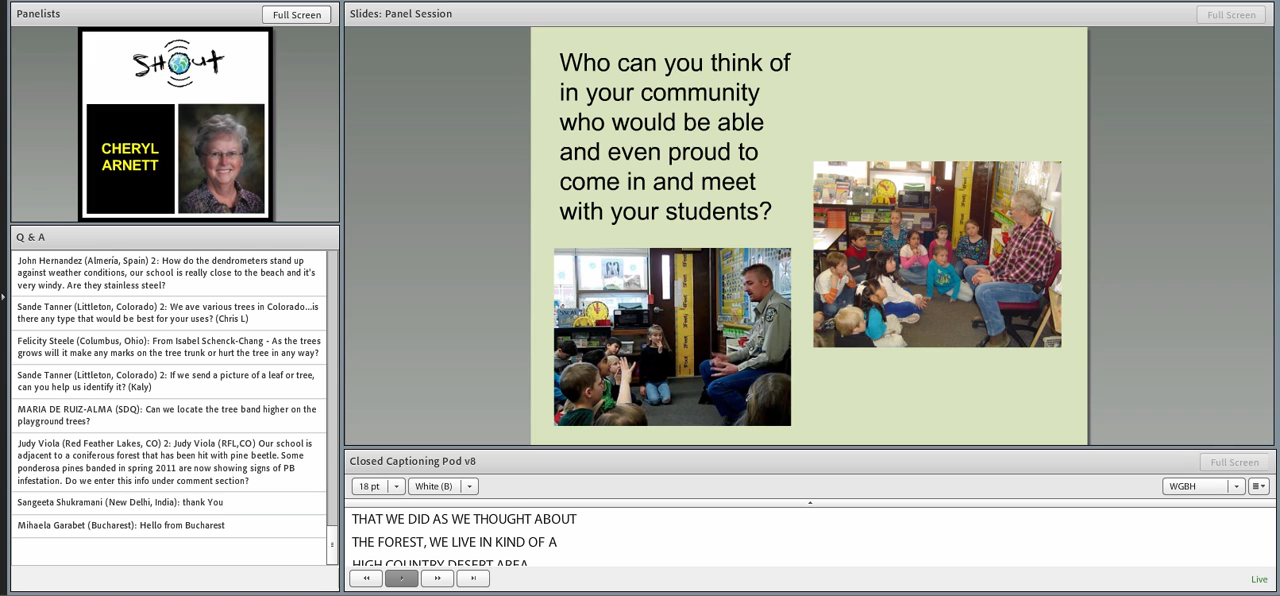 Panelists
Full Screen
SHOUT
CHERYL
ARNETT
Q & A
John Hernandez (Almería, Spain) 2: How do the dendrometers stand up
against weather conditions, our school is really close to the beach and it's
very windy. Are they stainless steel?
Sande Tanner (Littleton, Colorado) 2: We ave various trees in Colorado...is
there any type that would be best for your uses? (Chris L)
Felicity Steele (Columbus, Ohio): From Isabel Schenck-Chang - As the trees
grows will it make any marks on the tree trunk or hurt the tree in any way?
Sande Tanner (Littleton, Colorado) 2: If we send a picture of a leaf or tree,
can you help us identify it? (Kaly)
MARIA DE RUIZ-ALMA (SDQ): Can we locate the tree band higher on the
playground trees?
Judy Viola (Red Feather Lakes, CO) 2: Judy Viola (RFL,CO) Our school is
adjacent to a coniferous forest that has been hit with pine beetle. Some
ponderosa pines banded in spring 2011 are now showing signs of PB
infestation. Do we enter this info under comment section?
Sangeeta Shukramani (New Delhi, India): thank You
Mihaela Garabet (Bucharest): Hello from Bucharest
Slides: Panel Session
Full Screen
Who can you think of
in your community
who would be able
and even proud to
come in and meet
with your students?
Closed Captioning Pod v8
Full Screen
18 pt
White (B)
WGBH
THAT WE DID AS WE THOUGHT ABOUT
THE FOREST, WE LIVE IN KIND OF A
HIGH COUNTRY DESERT AREA
Live